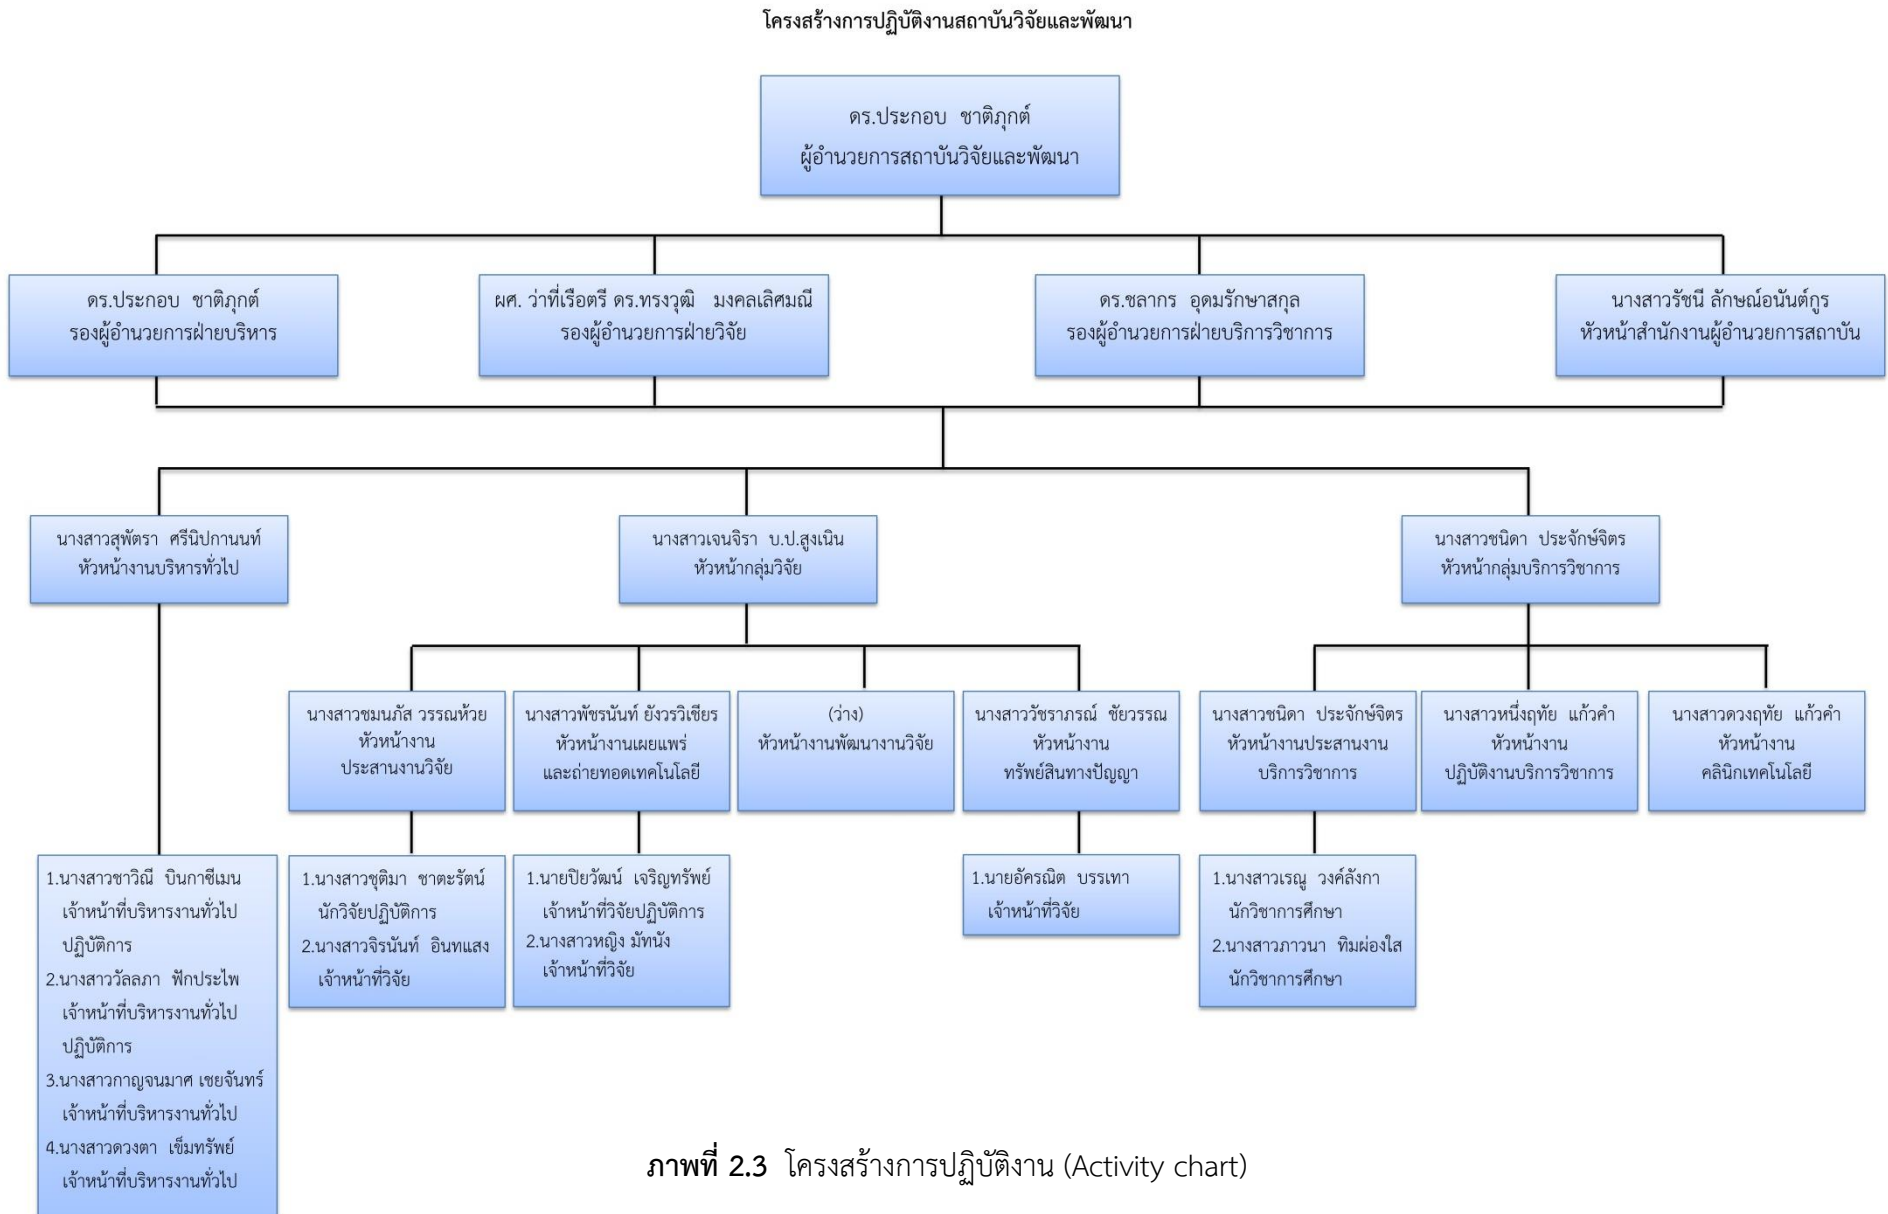 โครงสร้างการปฏิบัติงานสถาบันวิจัยและพัฒนา
ดร.ประกอบ ชาติภุกต์
ผู้อำนวยการสถาบันวิจัยและพัฒนา
ดร.ประกอบ ชาติภุกต์
รองผู้อำนวยการฝ่ายบริหาร
ผศ. ว่าที่เรือตรี ดร.ทรงวุฒิ มงคลเลิศมณี
รองผู้อำนวยการฝ่ายวิจัย
ดร.ชลากร อุดมรักษาสกุล
รองผู้อำนวยการฝ่ายบริการวิชาการ
นางสาวรัชนี ลักษณ์อนันต์กูร
หัวหน้าสำนักงานผู้อำนวยการสถาบัน
นางสาวสุพัตรา ศรีนิปกานนท์
หัวหน้างานบริหารทั่วไป
นางสาวเจนจิรา บ.ป.สูงเนิน
หัวหน้ากลุ่มวิจัย
นางสาวชนิดา ประจักษ์จิตร
หัวหน้ากลุ่มบริการวิชาการ
นางสาวชมนภัส วรรณห้วย
หัวหน้างาน
ประสานงานวิจัย
นางสาวพัชรนันท์ ยังวรวิเชียร
หัวหน้างานเผยแพร่
และถ่ายทอดเทคโนโลยี
(ว่าง)
หัวหน้างานพัฒนางานวิจัย
นางสาววัชราภรณ์ ชัยวรรณ
หัวหน้างาน
ทรัพย์สินทางปัญญา
นางสาวชนิดา ประจักษ์จิตร
หัวหน้างานประสานงาน
บริการวิชาการ
นางสาวหนึ่งฤทัย แก้วคำ
หัวหน้างาน
ปฏิบัติงานบริการวิชาการ
นางสาวดวงฤทัย แก้วคำ
หัวหน้างาน
คลินิกเทคโนโลยี
1.นางสาวชาวิณี บินกาซีเมน
เจ้าหน้าที่บริหารงานทั่วไป
ปฏิบัติการ
2.นางสาววัลลภา ฟักประไพ
เจ้าหน้าที่บริหารงานทั่วไป
ปฏิบัติการ
3.นางสาวกาญจนมาศ เชยจันทร์
เจ้าหน้าที่บริหารงานทั่วไป
4.นางสาวดวงตา เข็มทรัพย์
เจ้าหน้าที่บริหารงานทั่วไป
1.นางสาวชุติมา ชาตะรัตน์
นักวิจัยปฏิบัติการ
2.นางสาวจิรนันท์ อินทแสง
เจ้าหน้าที่วิจัย
1.นายปิยวัฒน์ เจริญทรัพย์
เจ้าหน้าที่วิจัยปฏิบัติการ
2.นางสาวหญิง มัทนัง
เจ้าหน้าที่วิจัย
1.นายอัครณิต บรรเทา
เจ้าหน้าที่วิจัย
1.นางสาวเรณู วงค์ลังกา
นักวิชาการศึกษา
2.นางสาวภาวนา ทิมผ่องใส
นักวิชาการศึกษา
ภาพที่ 2.3 โครงสร้างการปฏิบัติงาน (Activity chart)